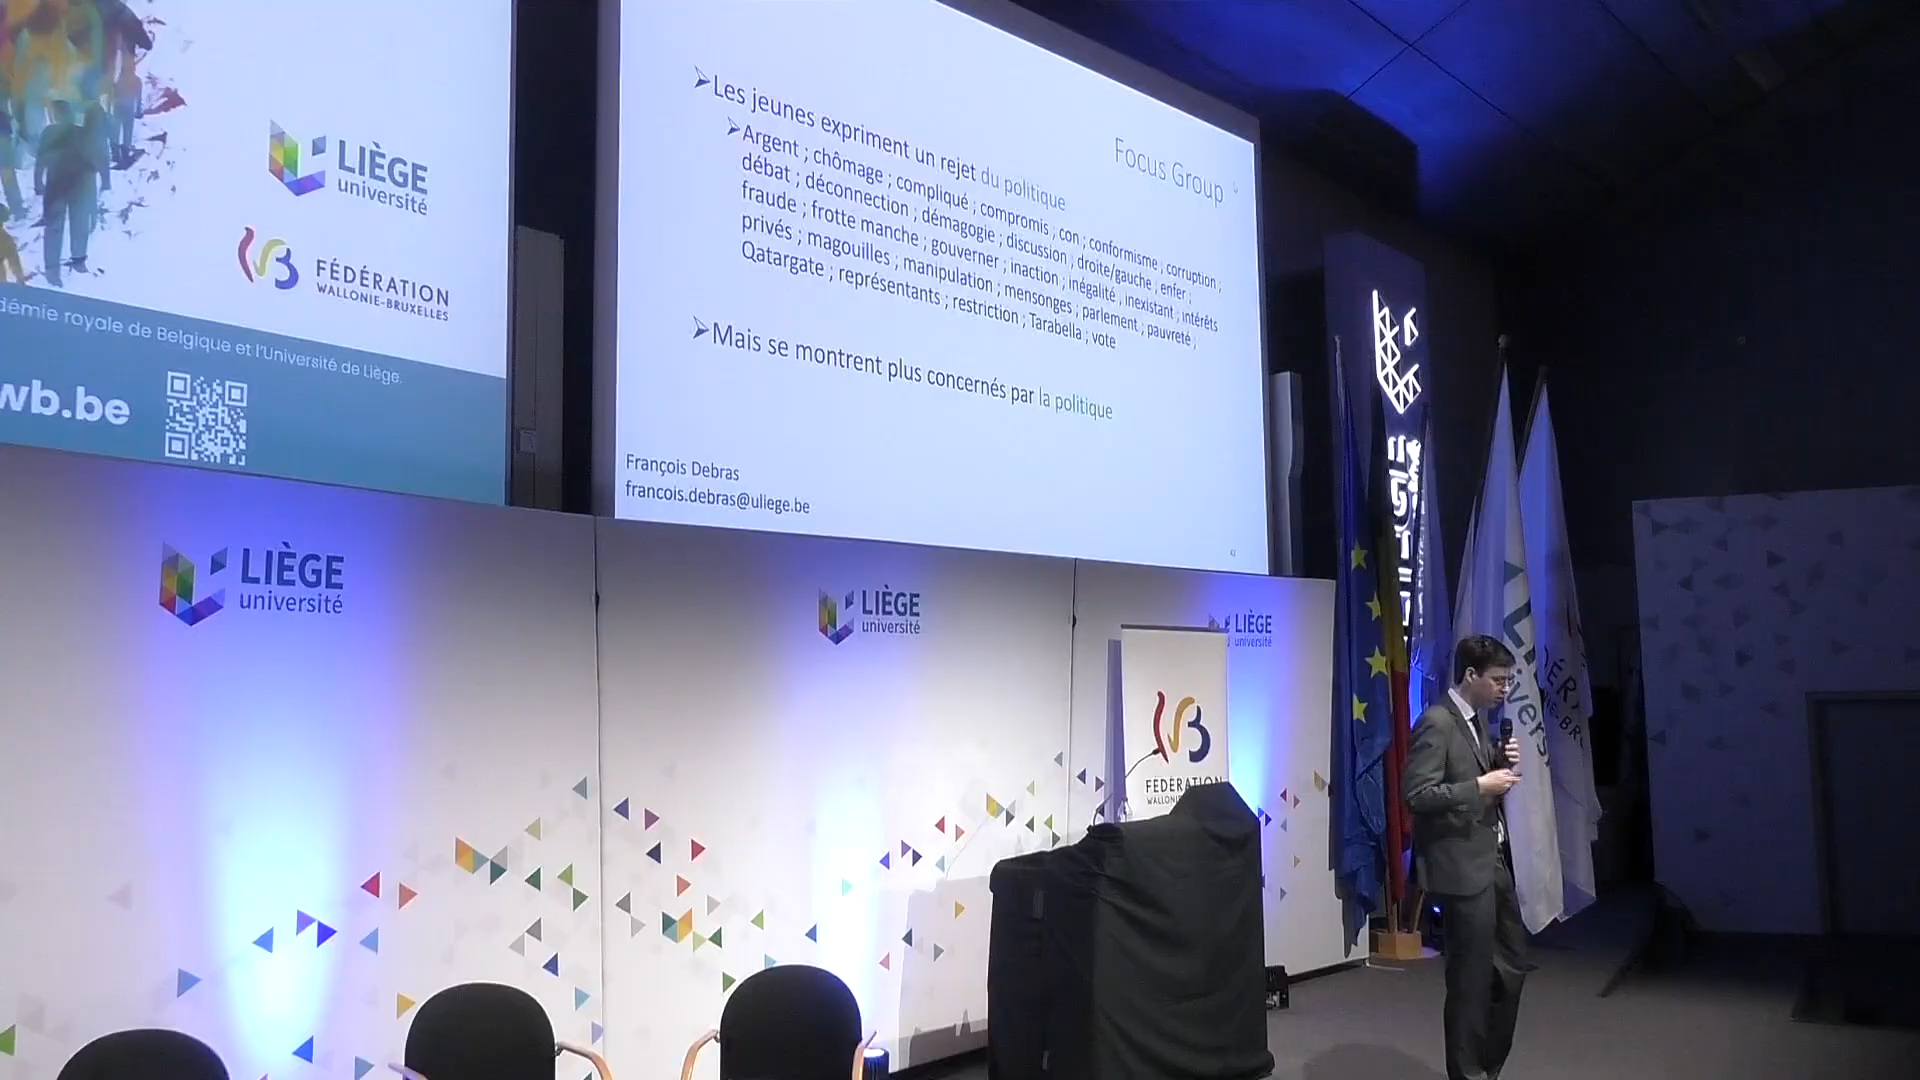 LIÈGE
université
FÉDÉRATION
WALLONIE-BRUXELLES
démie royale de Belgique et l'Université de Liège.
wb.be
Focus Group
Les jeunes expriment un rejet du politique
Argent ; chômage ; compliqué ; compromis ; con ; conformisme , corruption ;
débat ; déconnection ; démagogie ; discussion ; droite/gauche , enfer ;
fraude ; frotte manche ; gouverner ; inaction ; inégalité , inexistant ; intérêts
privés ; magouilles ; manipulation ; mensonges ; parlement ; pauvreté ,
Qatargate ; représentants ; restriction ; Tarabella ; vote
Mais se montrent plus concernés par la politique
François Debras
francois.debras@uliege.be
LIÈGE
université
LIÈGE
université
LIÈGE
université
FÉDÉRATION